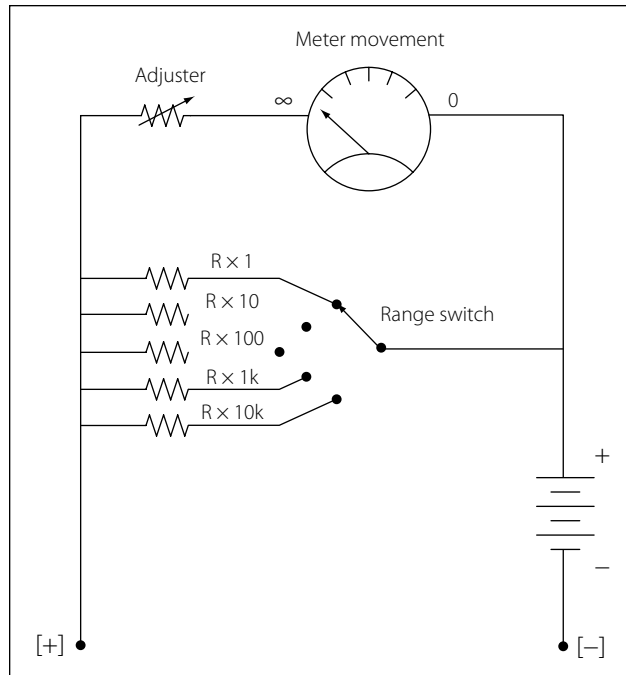 Meter movement
Adjuster
∞
0
R × 1
R × 10
Range switch
R × 100
R × 1k
R × 10k
+
−
[+]
[−]